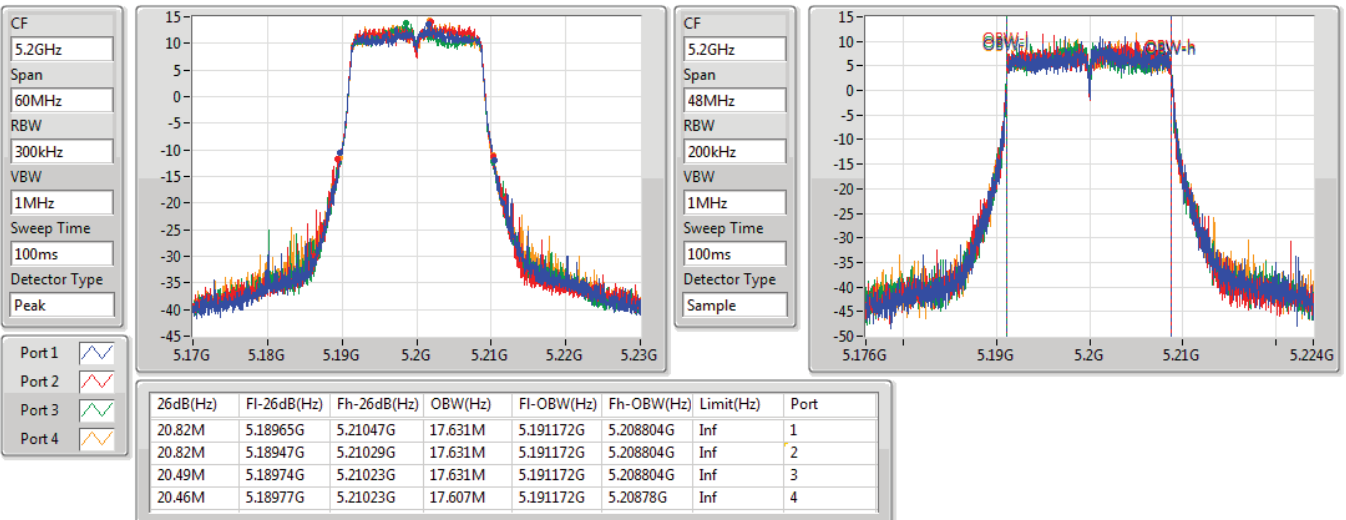 CF
5.2GHz
Span
60MHz
RBW
300kHz
VBW
1MHz
Sweep Time
100ms
Detector Type
Peak
15
10
5
0
-5
-10
-15
-20
-25
-30
-35
-40
-45
5.17G 5.18G 5.19G 5.2G 5.21G 5.22G 5.23G
CF
5.2GHz
Span
48MHz
RBW
200kHz
VBW
1MHz
Sweep Time
100ms
Detector Type
Sample
15
10
5
0
-5
-10
-15
-20
-25
-30
-35
-40
-45
-50
OBW-l OBW-h
5.176G 5.19G 5.2G 5.21G 5.224G
Port 1
Port 2
Port 3
Port 4
26dB(Hz) Fl-26dB(Hz) Fh-26dB(Hz) OBW(Hz) Fl-OBW(Hz) Fh-OBW(Hz) Limit(Hz) Port
20.82M 5.18965G 5.21047G 17.631M 5.191172G 5.208804G Inf 1
20.82M 5.18947G 5.21029G 17.631M 5.191172G 5.208804G Inf 2
20.49M 5.18974G 5.21023G 17.631M 5.191172G 5.208804G Inf 3
20.46M 5.18977G 5.21023G 17.607M 5.191172G 5.20878G Inf 4